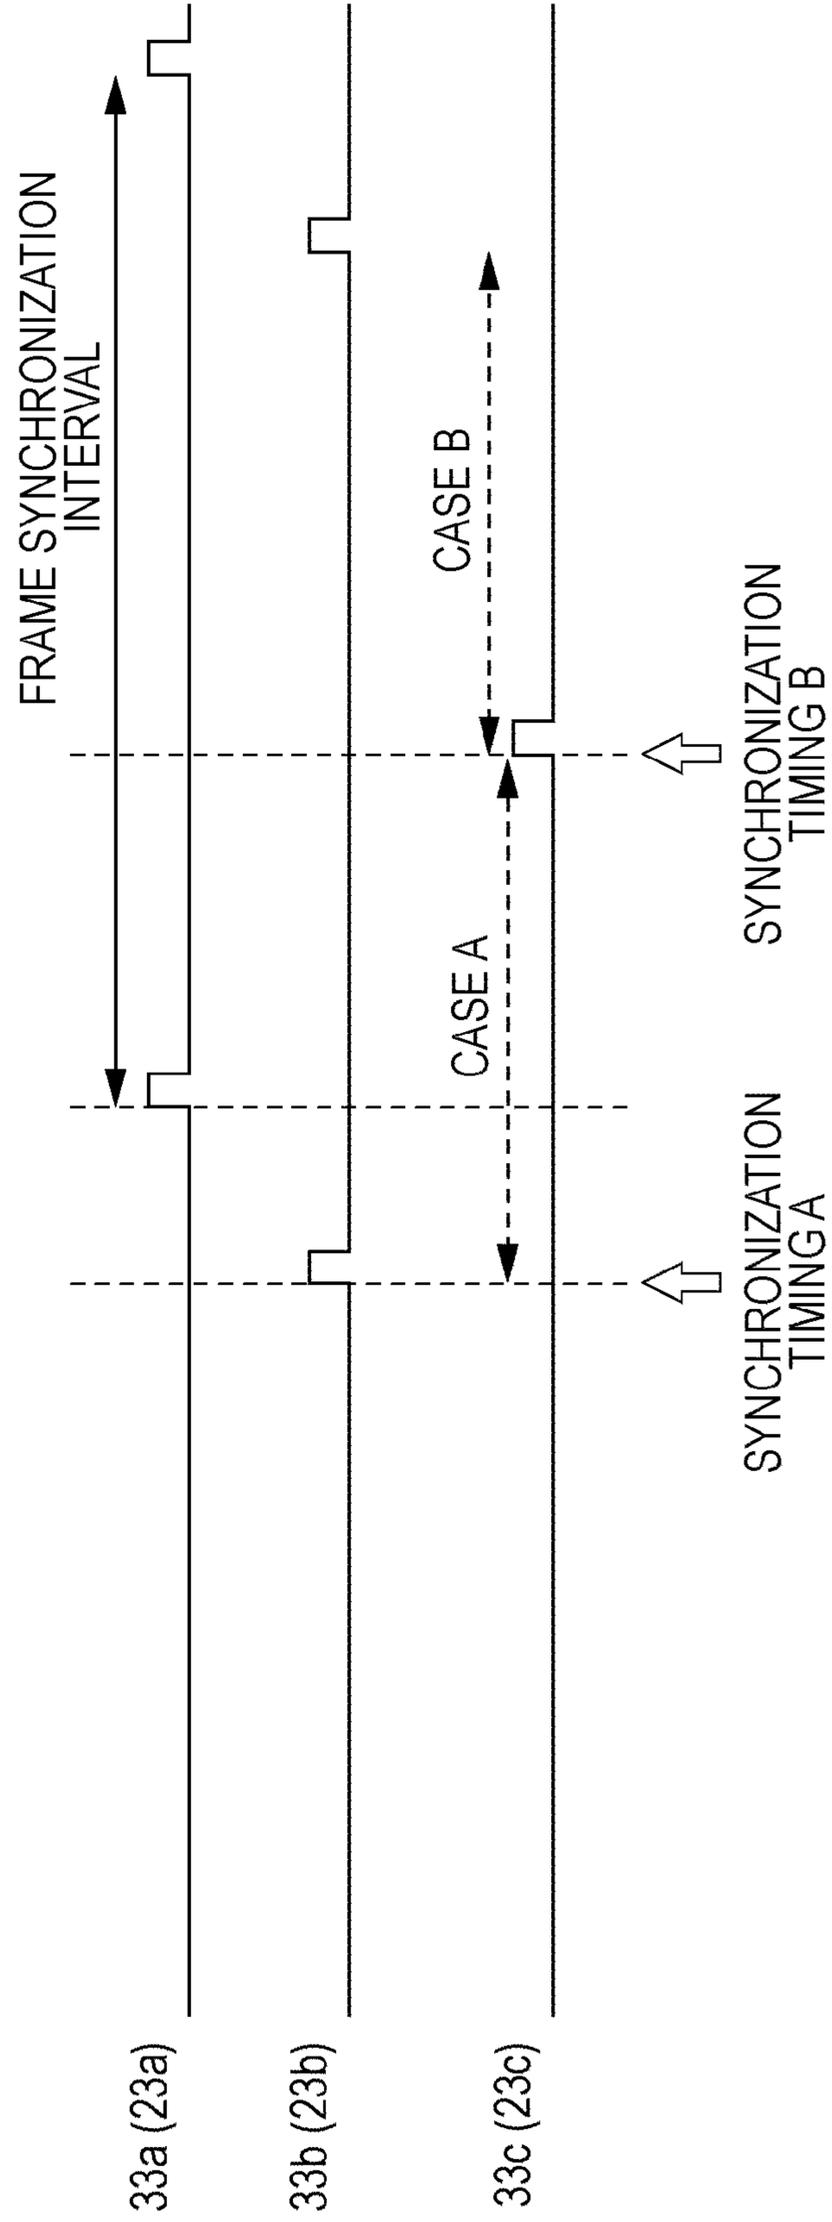 FRAME SYNCHRONIZATION
INTERVAL
33a (23a)
33b (23b)
CASE A
CASE B
33c (23c)
SYNCHRONIZATION
TIMING A
SYNCHRONIZATION
TIMING B